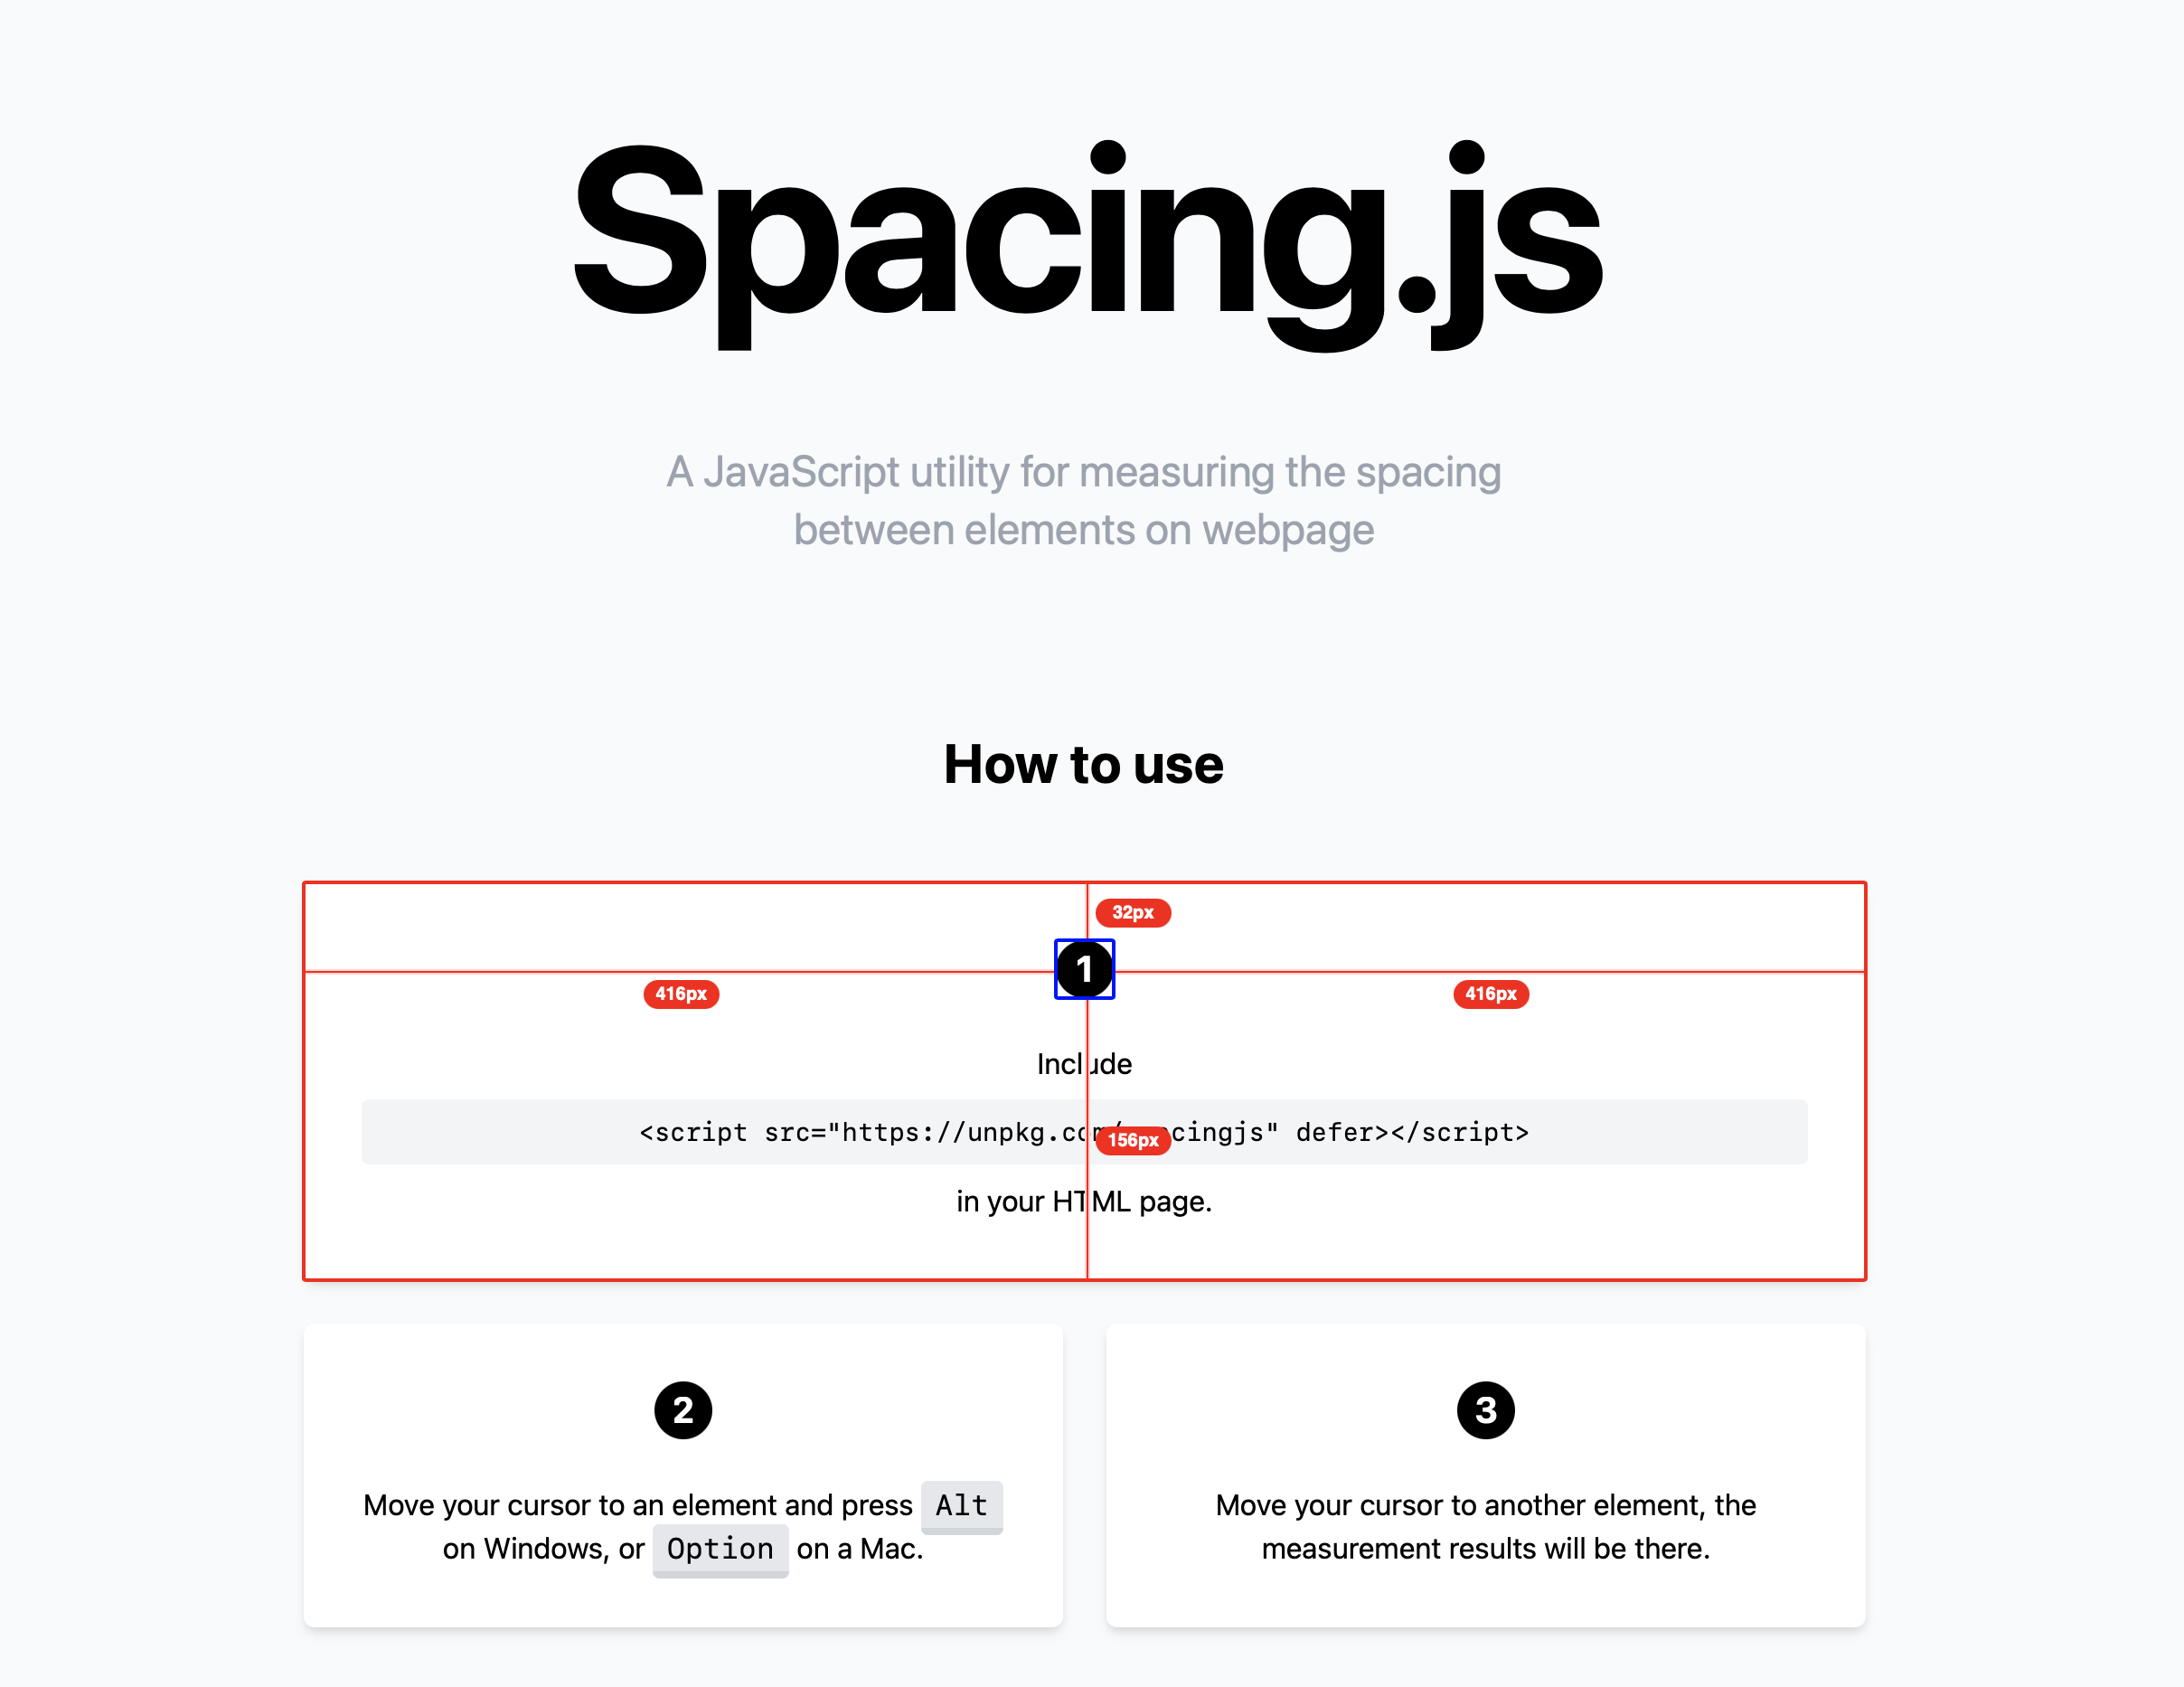 Spacing.js
A JavaScript utility for measuring the spacing
between elements on webpage
How to use
32px
1
416px 416px
Include
<script src="https://unpkg.com/spacingjs" defer></script>
156px
in your HTML page.
2
Move your cursor to an element and press Alt
on Windows, or Option on a Mac.
3
Move your cursor to another element, the
measurement results will be there.